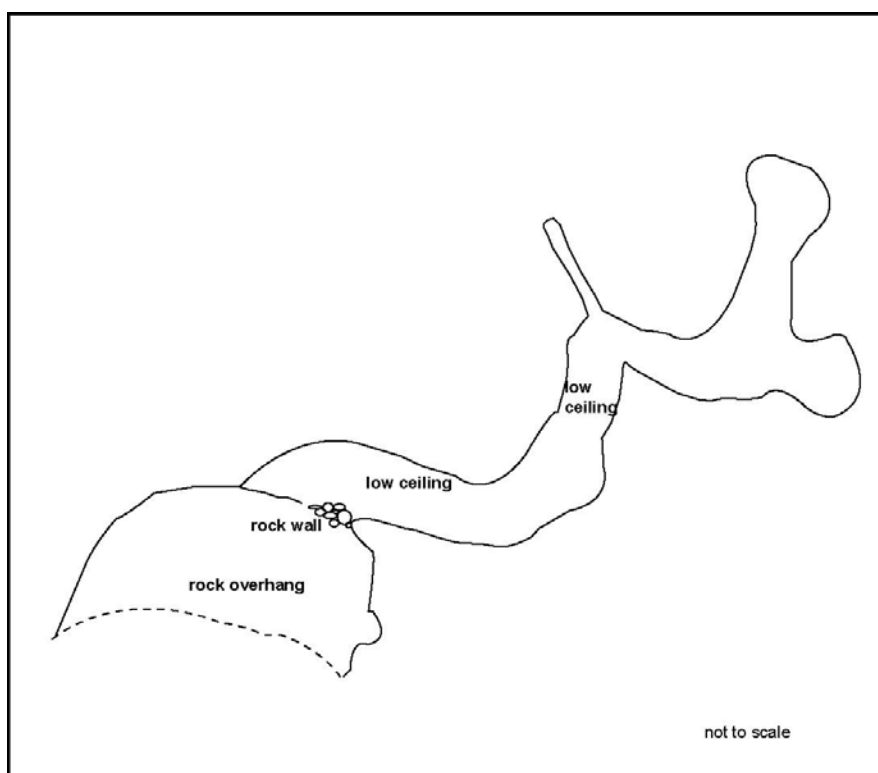 low
ceiling
low ceiling
rock wall
rock overhang
not to scale